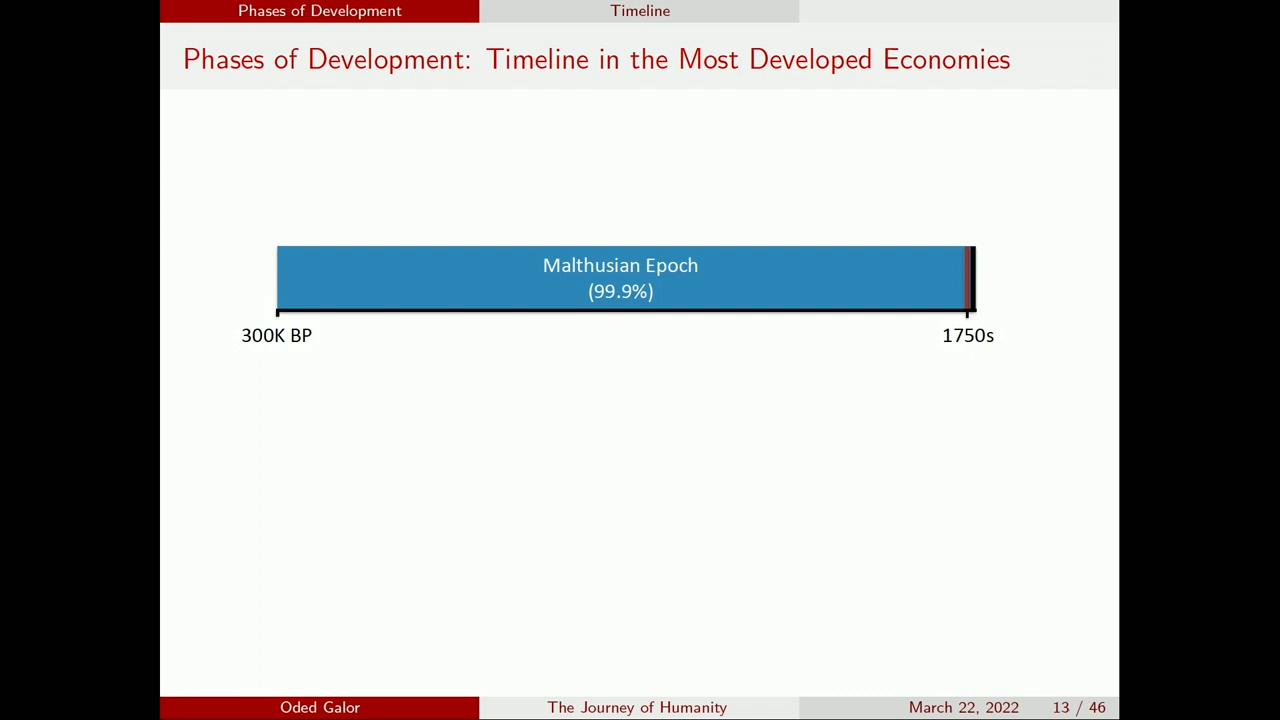 Phases of Development
Timeline
Phases of Development: Timeline in the Most Developed Economies
Malthusian Epoch
(99.9%)
300K BP
1750s
Oded Galor
The Journey of Humanity
March 22, 2022
13 / 46